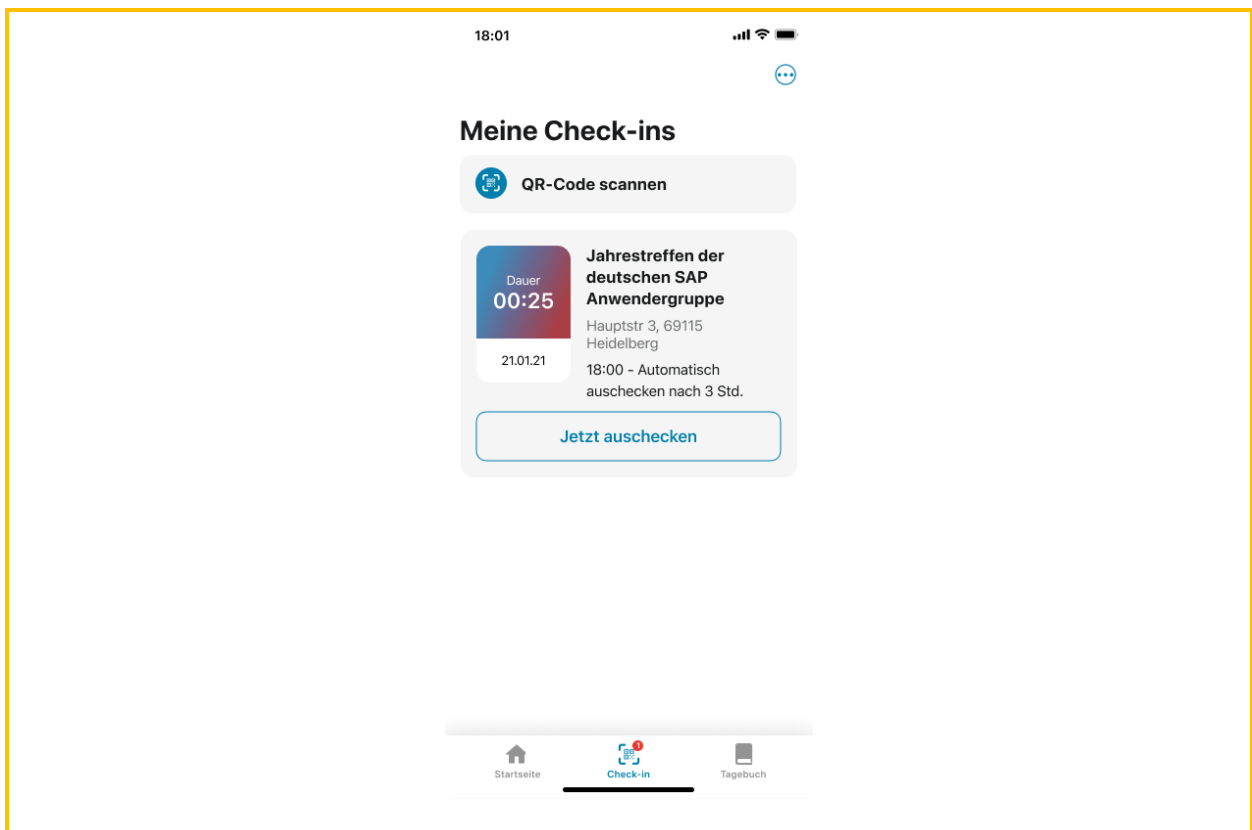 18:01
Meine Check-ins
QR-Code scannen
Dauer
00:25
21.01.21
Jahrestreffen der
deutschen SAP
Anwendergruppe
Hauptstr 3, 69115
Heidelberg
18:00 - Automatisch
auschecken nach 3 Std.
Jetzt auschecken
1
Startseite
Check-in
Tagebuch